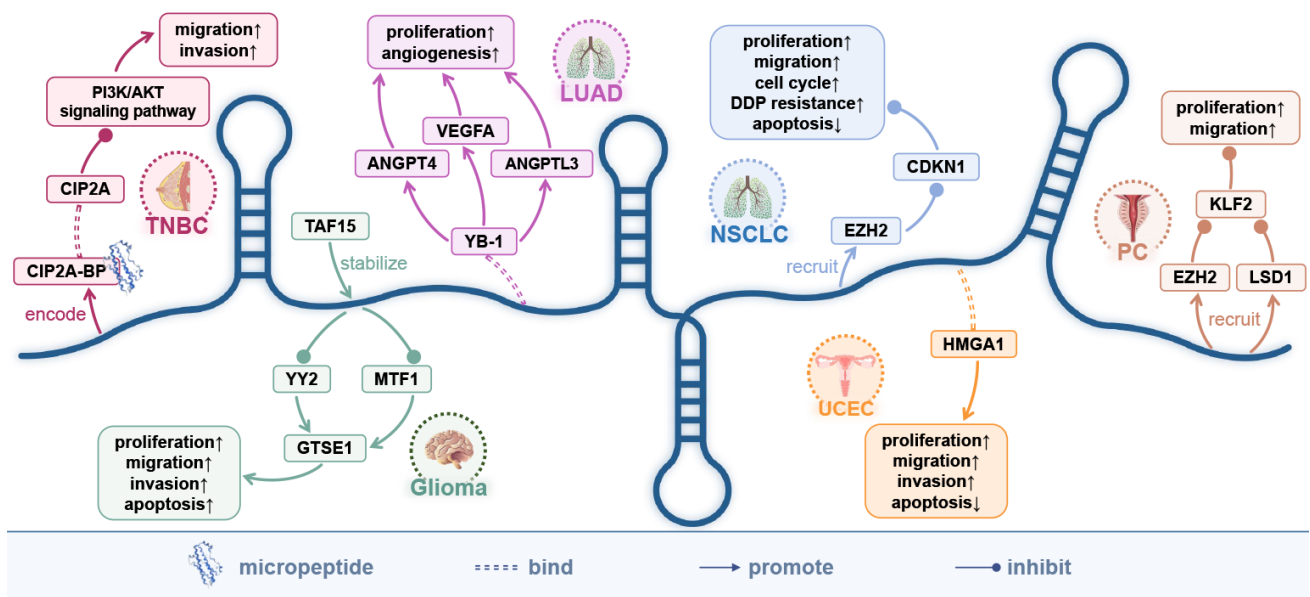 migration↑
invasion↑
PI3K/AKT
signaling pathway
CIP2A
CIP2A-BP
encode
TNBC
proliferation↑
angiogenesis↑
LUAD
VEGFA
ANGPT4
ANGPTL3
YB-1
TAF15
stabilize
YY2
MTF1
GTSE1
proliferation↑
migration↑
invasion↑
apoptosis↑
Glioma
proliferation↑
migration↑
cell cycle↑
DDP resistance↑
apoptosis↓
CDKN1
EZH2
recruit
NSCLC
HMGA1
UCEC
proliferation↑
migration↑
invasion↑
apoptosis↓
proliferation↑
migration↑
KLF2
PC
EZH2
LSD1
recruit
micropeptide
bind
promote
inhibit